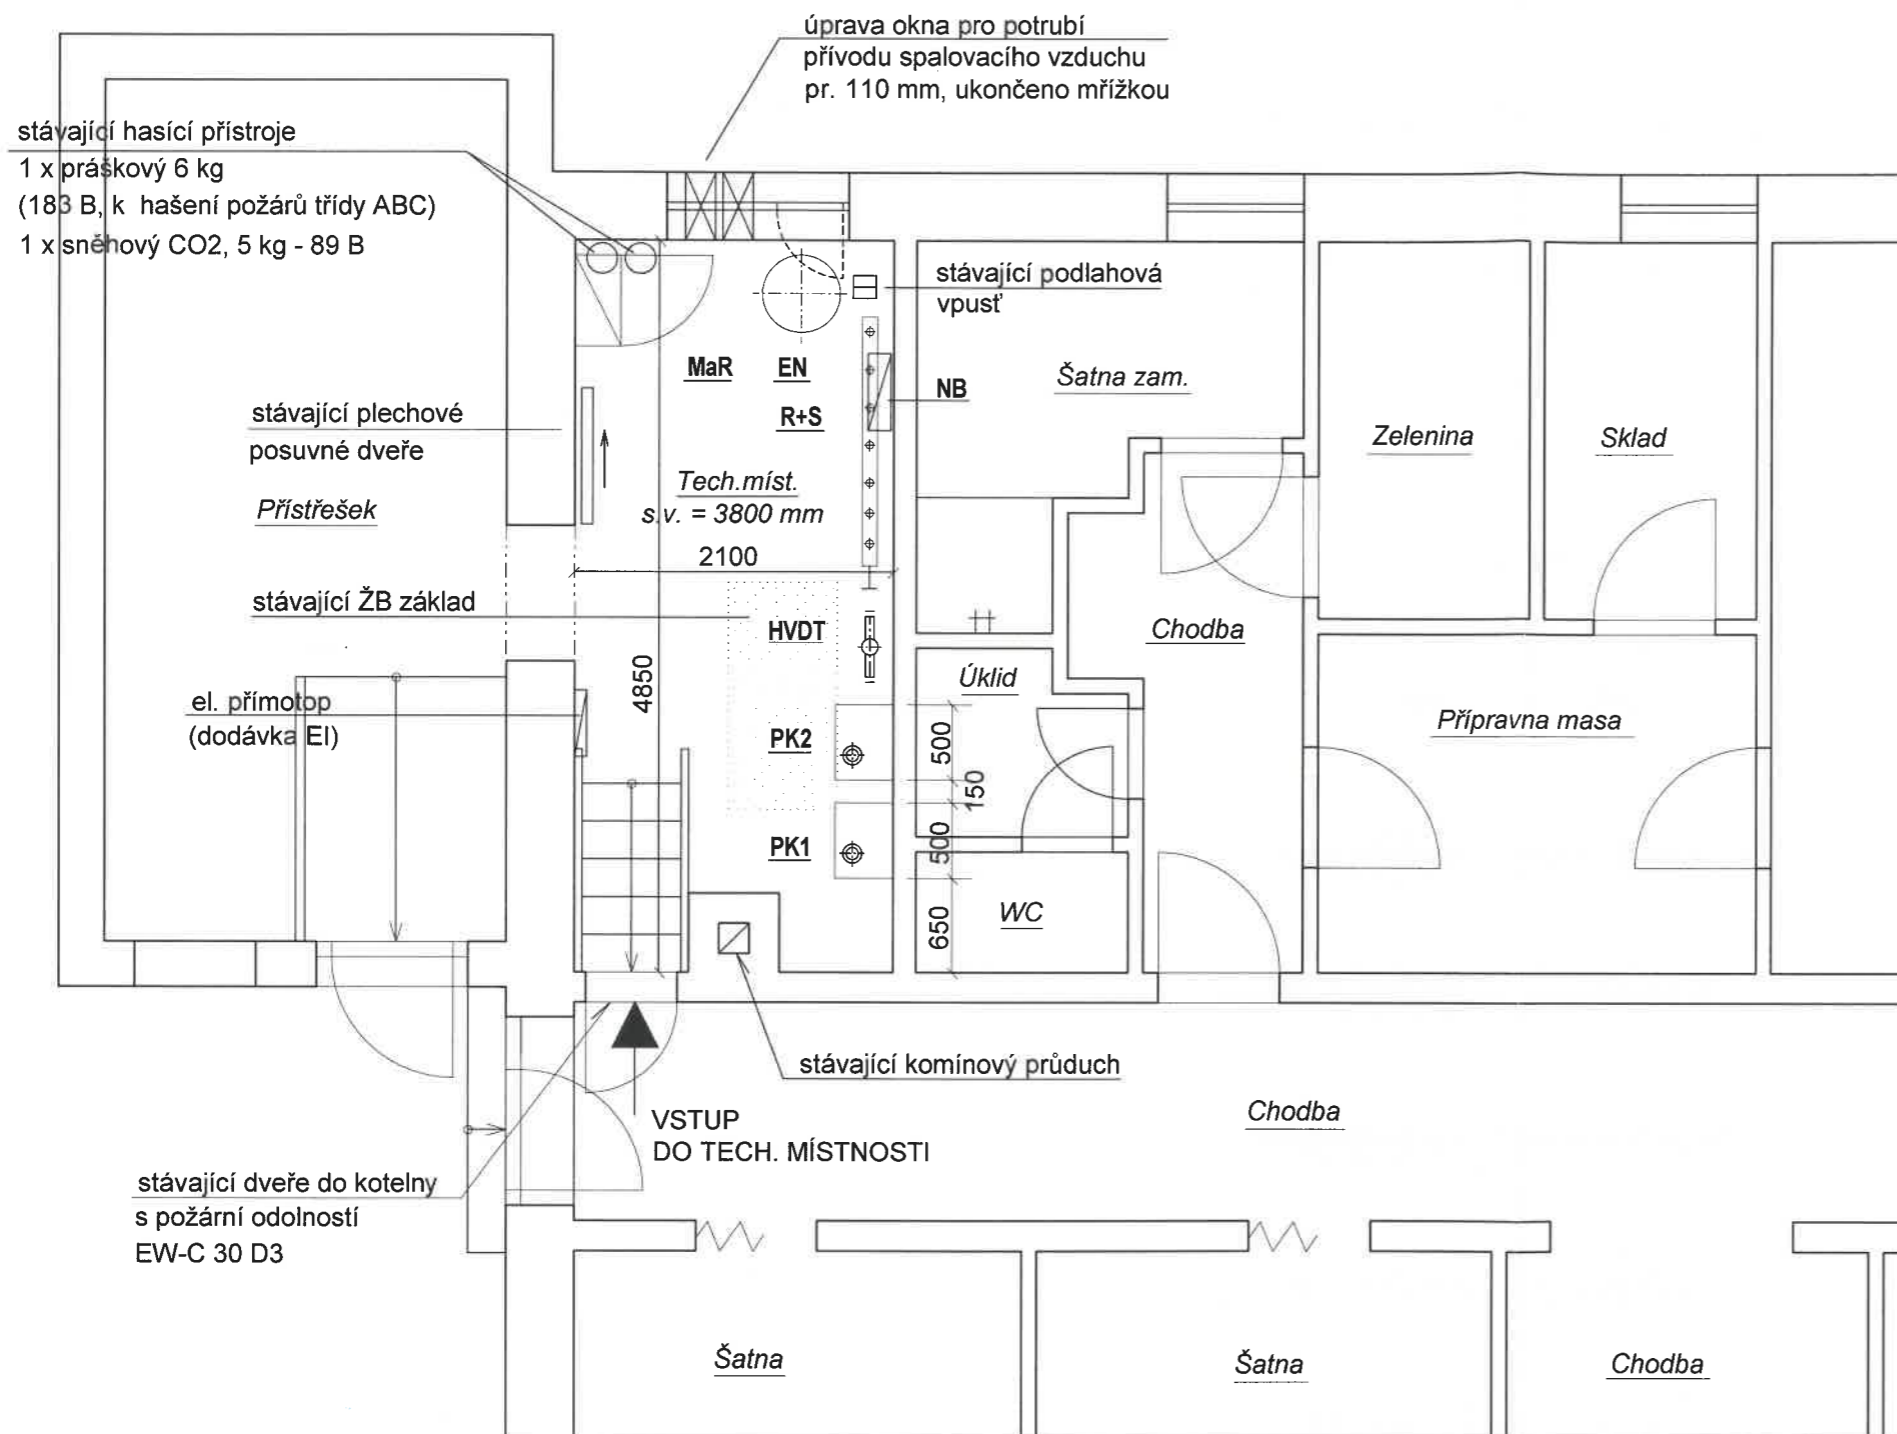 úprava okna pro potrubí
přívodu spalovacího vzduchu
pr. 110 mm, ukončeno mřížkou
stávající hasící přístroje
1 x práškový 6 kg
(183 B, k hašení požárů třídy ABC)
1 x sněhový CO2, 5 kg - 89 B
stávající podlahová
vpusť
MaR
EN
NB
R+S
Šatna zam.
Zelenina
Sklad
stávající plechové
posuvné dveře
Přístřešek
Tech.míst.
s.v. = 3800 mm
2100
stávající ŽB základ
HVDT
4850
Chodba
Úklid
el. přímotop
(dodávka El)
PK2
500
150
Přípravna masa
PK1
500
650
WC
stávající komínový průduch
VSTUP
DO TECH. MÍSTNOSTI
Chodba
stávající dveře do kotelny
s požární odolností
EW-C 30 D3
Šatna
Šatna
Chodba